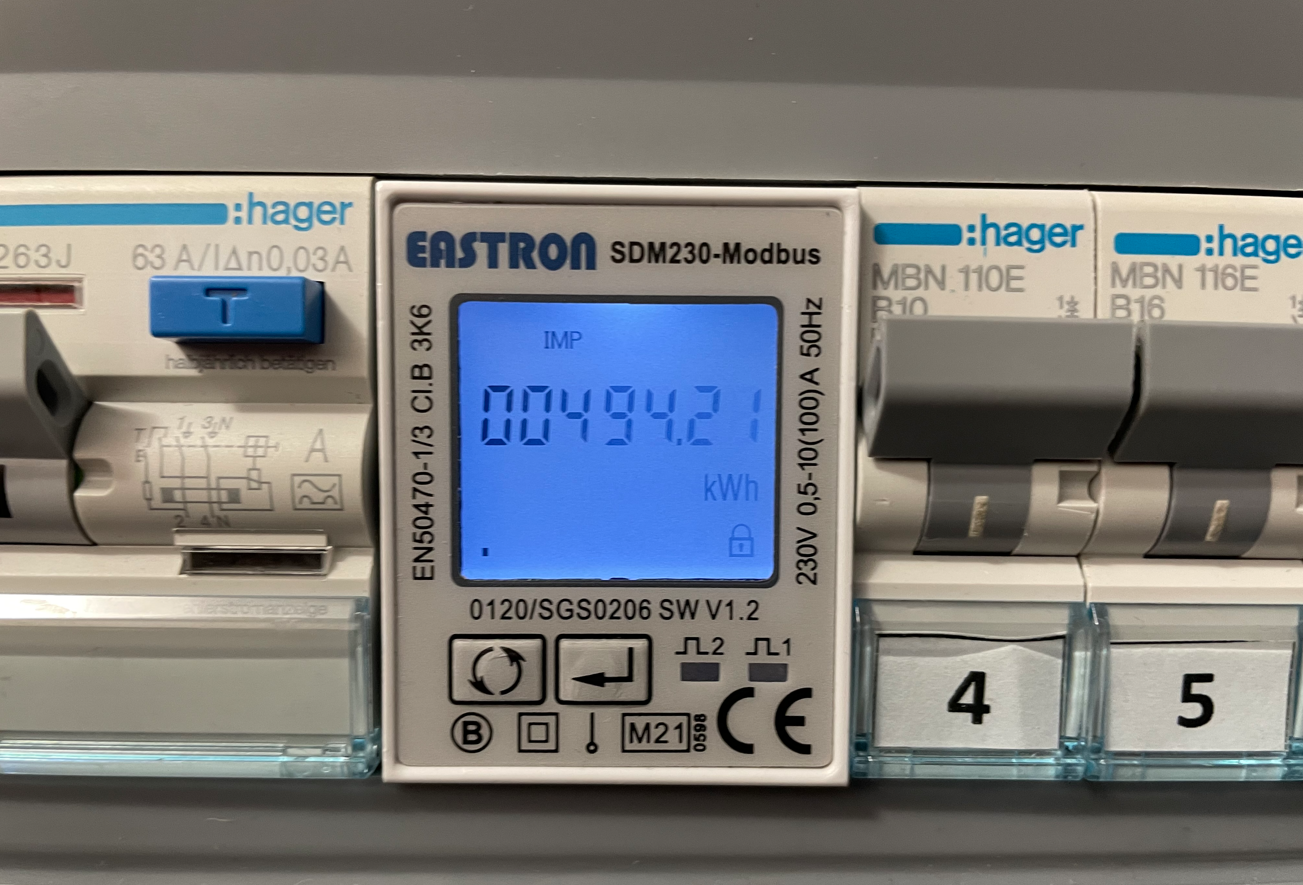 :hager
263J
63 A/IΔn0,03A
T
halbjährlich betätigen
1 3 N
T
A
2 4 N
EASTRON SDM230-Modbus
EN50470-1/3 Cl.B 3K6
IMP
00494.21
kWh
230V 0,5-10(100)A 50Hz
0120/SGS0206 SW V1.2
2
1
B
M21
0598
CE
:hager
MBN 110E
B10
4
:hage
MBN 116E
B16
5